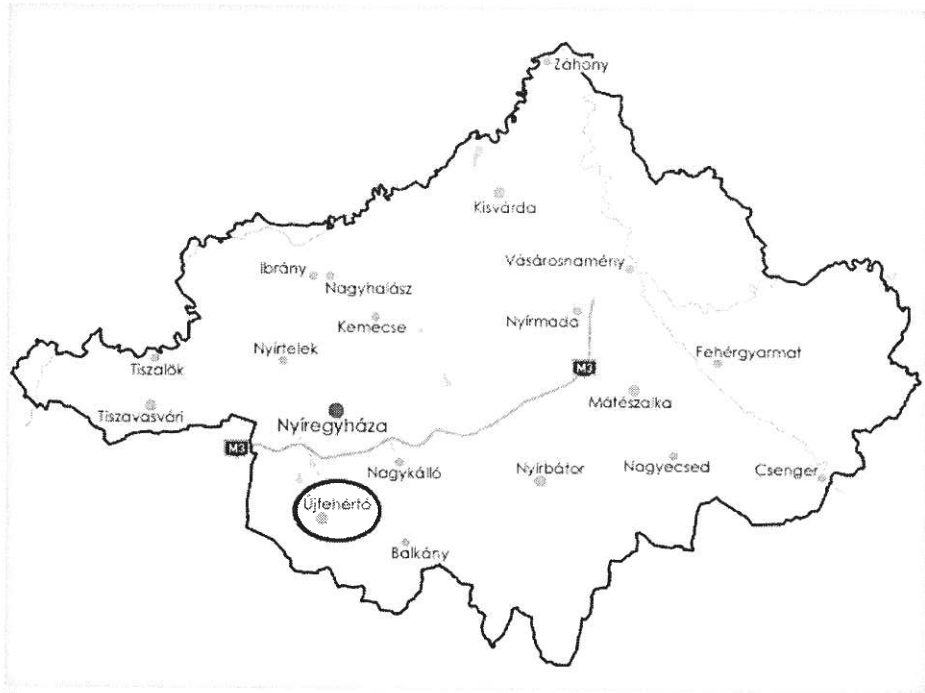 Záhony
Kisvárda
Vásárosnamény
Ibrány
Nagyhalász
Nyírmada
Kemecse
Fehérgyarmat
Nyírtelek
Tiszalök
M3
Mátészalka
Tiszavasvári
Nyíregyháza
M3
Nagykálló
Nyírbátor
Nagyecsed
Csenger
Újfehértó
Balkány